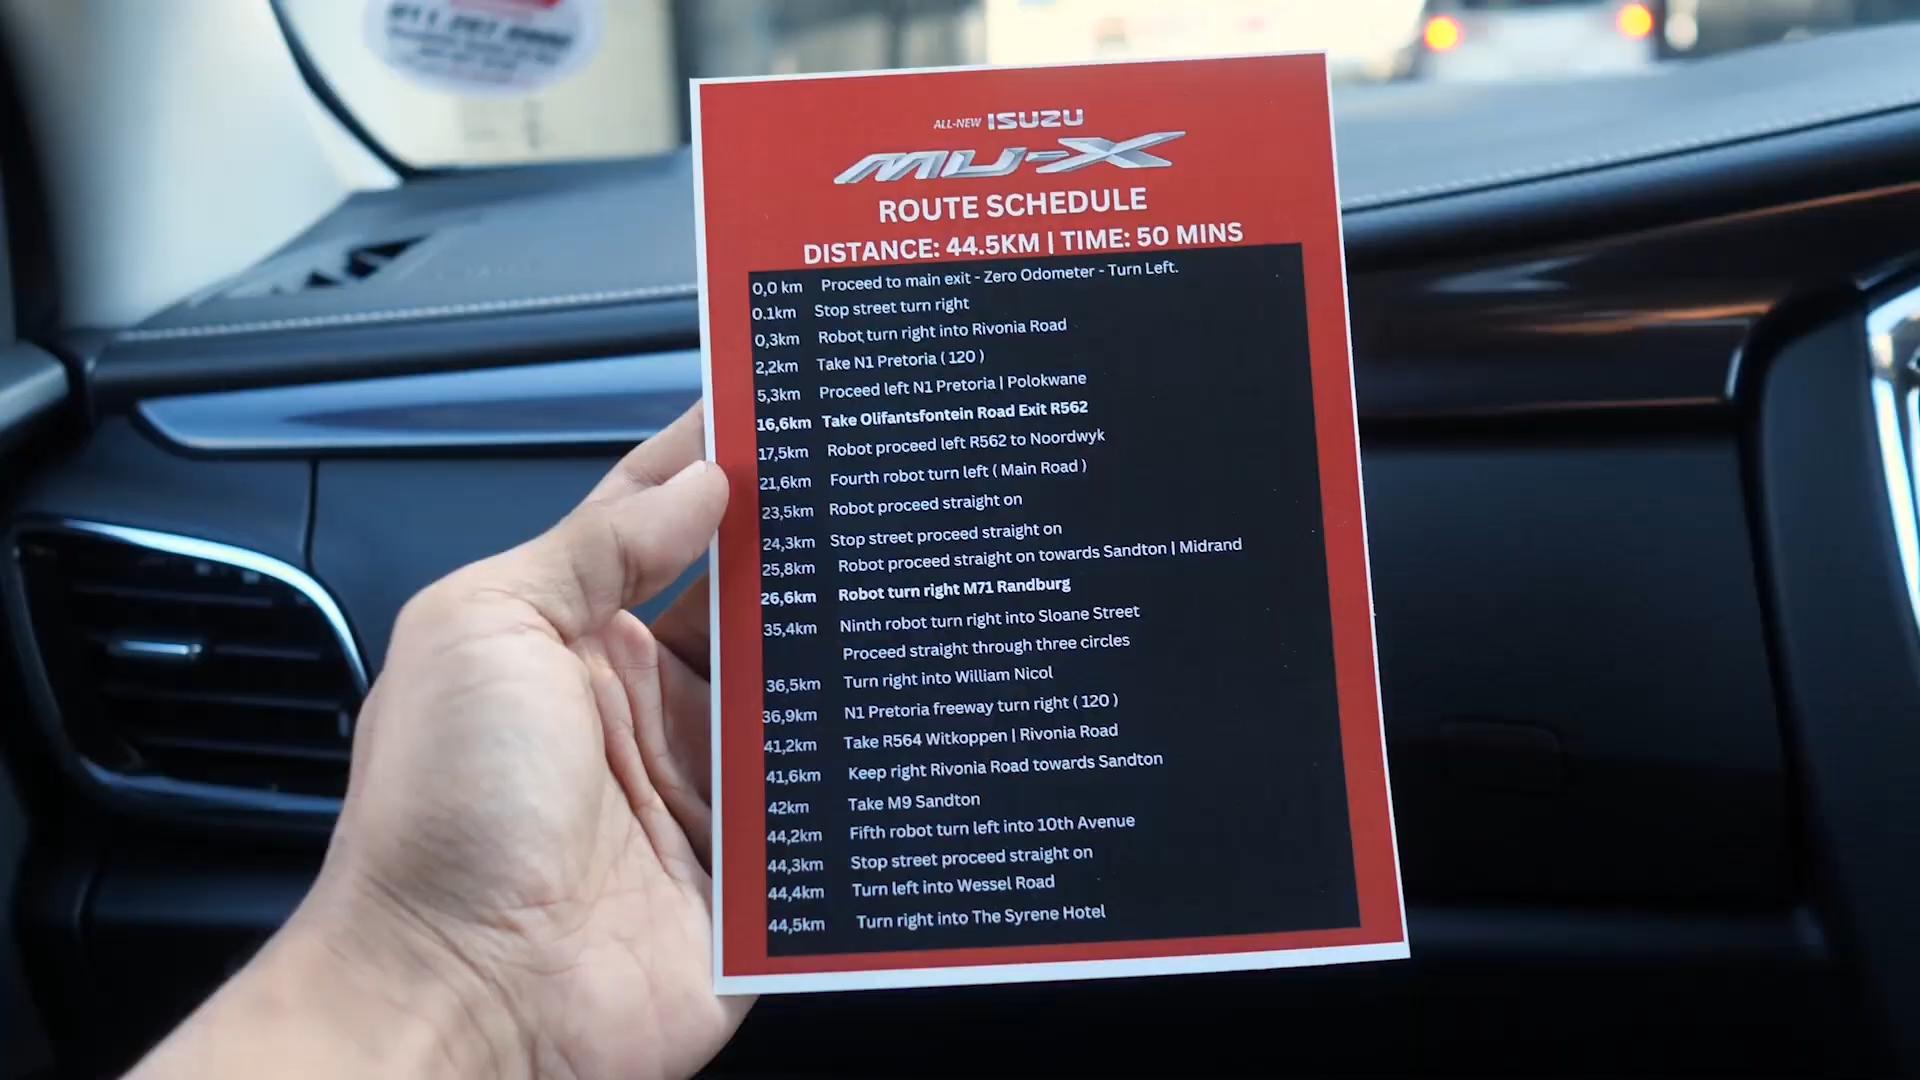 ALL-NEW ISUZU
MU-X
ROUTE SCHEDULE
DISTANCE: 44.5KM | TIME: 50 MINS
0,0 km Proceed to main exit - Zero Odometer - Turn Left.
0.1km Stop street turn right
0,3km Robot turn right into Rivonia Road
2,2km Take N1 Pretoria ( 120 )
5,3km Proceed left N1 Pretoria | Polokwane
16,6km Take Olifantsfontein Road Exit R562
17,5km Robot proceed left R562 to Noordwyk
21,6km Fourth robot turn left ( Main Road )
23,5km Robot proceed straight on
24,3km Stop street proceed straight on
25,8km Robot proceed straight on towards Sandton | Midrand
26,6km Robot turn right M71 Randburg
35,4km Ninth robot turn right into Sloane Street
Proceed straight through three circles
36,5km Turn right into William Nicol
36,9km N1 Pretoria freeway turn right ( 120 )
41,2km Take R564 Witkoppen | Rivonia Road
41,6km Keep right Rivonia Road towards Sandton
42km Take M9 Sandton
44,2km Fifth robot turn left into 10th Avenue
44,3km Stop street proceed straight on
44,4km Turn left into Wessel Road
44,5km Turn right into The Syrene Hotel